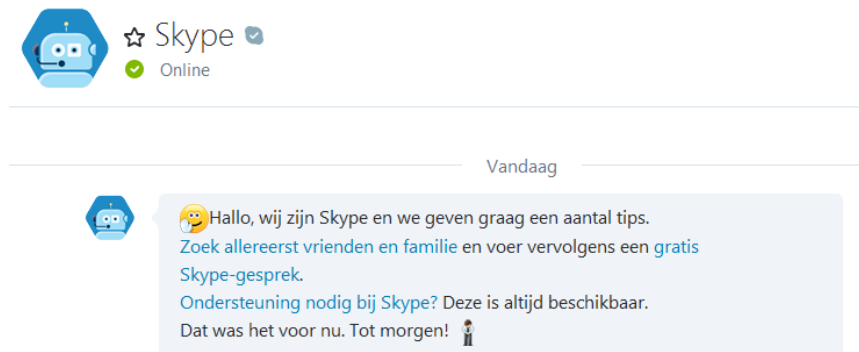 Skype
Online
Vandaag
Hallo, wij zijn Skype en we geven graag een aantal tips.
Zoek allereerst vrienden en familie en voer vervolgens een gratis
Skype-gesprek.
Ondersteuning nodig bij Skype? Deze is altijd beschikbaar.
Dat was het voor nu. Tot morgen!